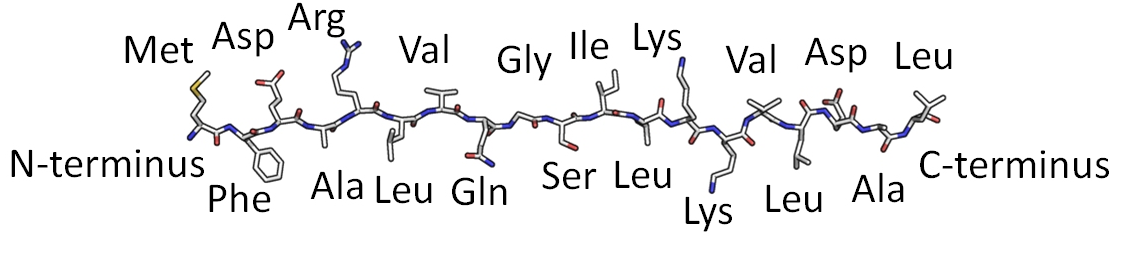 Met Asp Arg Val Gly Ile Lys Val Asp Leu
N-terminus Phe Ala Leu Gln Ser Leu Lys Leu Ala C-terminus